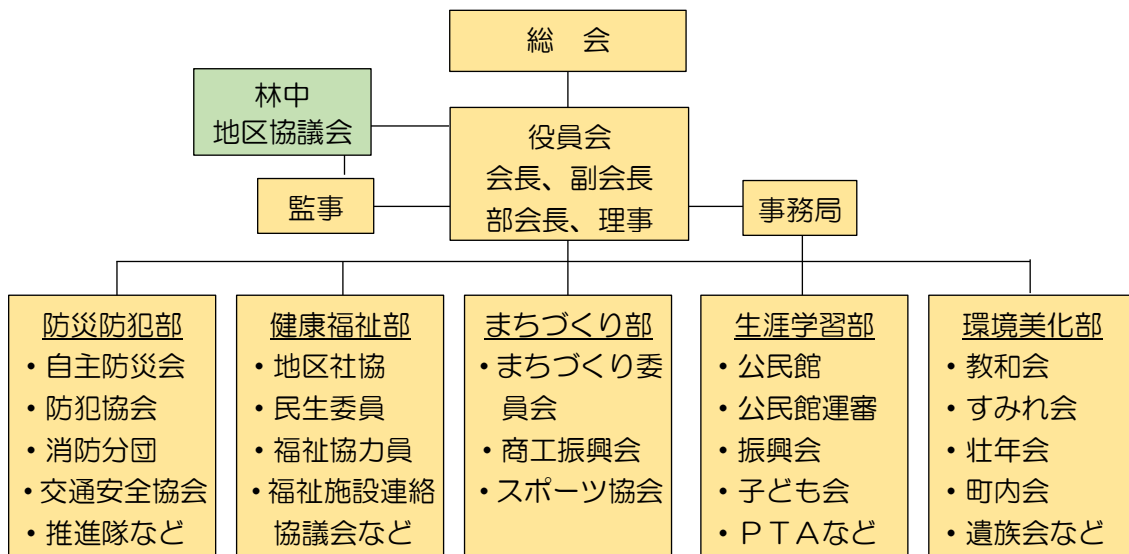 総　会
林中
地区協議会
役員会
会長、副会長
部会長、理事
監事
事務局
防災防犯部
・自主防災会
・防犯協会
・消防分団
・交通安全協会
・推進隊など
健康福祉部
・地区社協
・民生委員
・福祉協力員
・福祉施設連絡
協議会など
まちづくり部
・まちづくり委
員会
・商工振興会
・スポーツ協会
生涯学習部
・公民館
・公民館運審
・振興会
・子ども会
・ＰＴＡなど
環境美化部
・教和会
・すみれ会
・壮年会
・町内会
・遺族会など